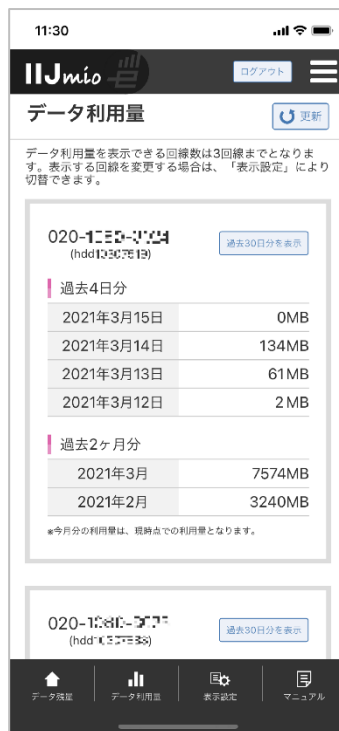 11:30
IIJmio
ログアウト
データ利用量
更新
データ利用量を表示できる回線数は3回線までとなりま
す。表示する回線を変更する場合は、「表示設定」により
切替できます。
過去30日分を表示
過去4日分
2021年3月15日 0MB
2021年3月14日 134MB
2021年3月13日 61MB
2021年3月12日 2MB
過去2ヶ月分
2021年3月 7574MB
2021年2月 3240MB
※今月分の利用量は、現時点での利用量となります。
過去30日分を表示
データ残量 データ利用量 表示設定 マニュアル